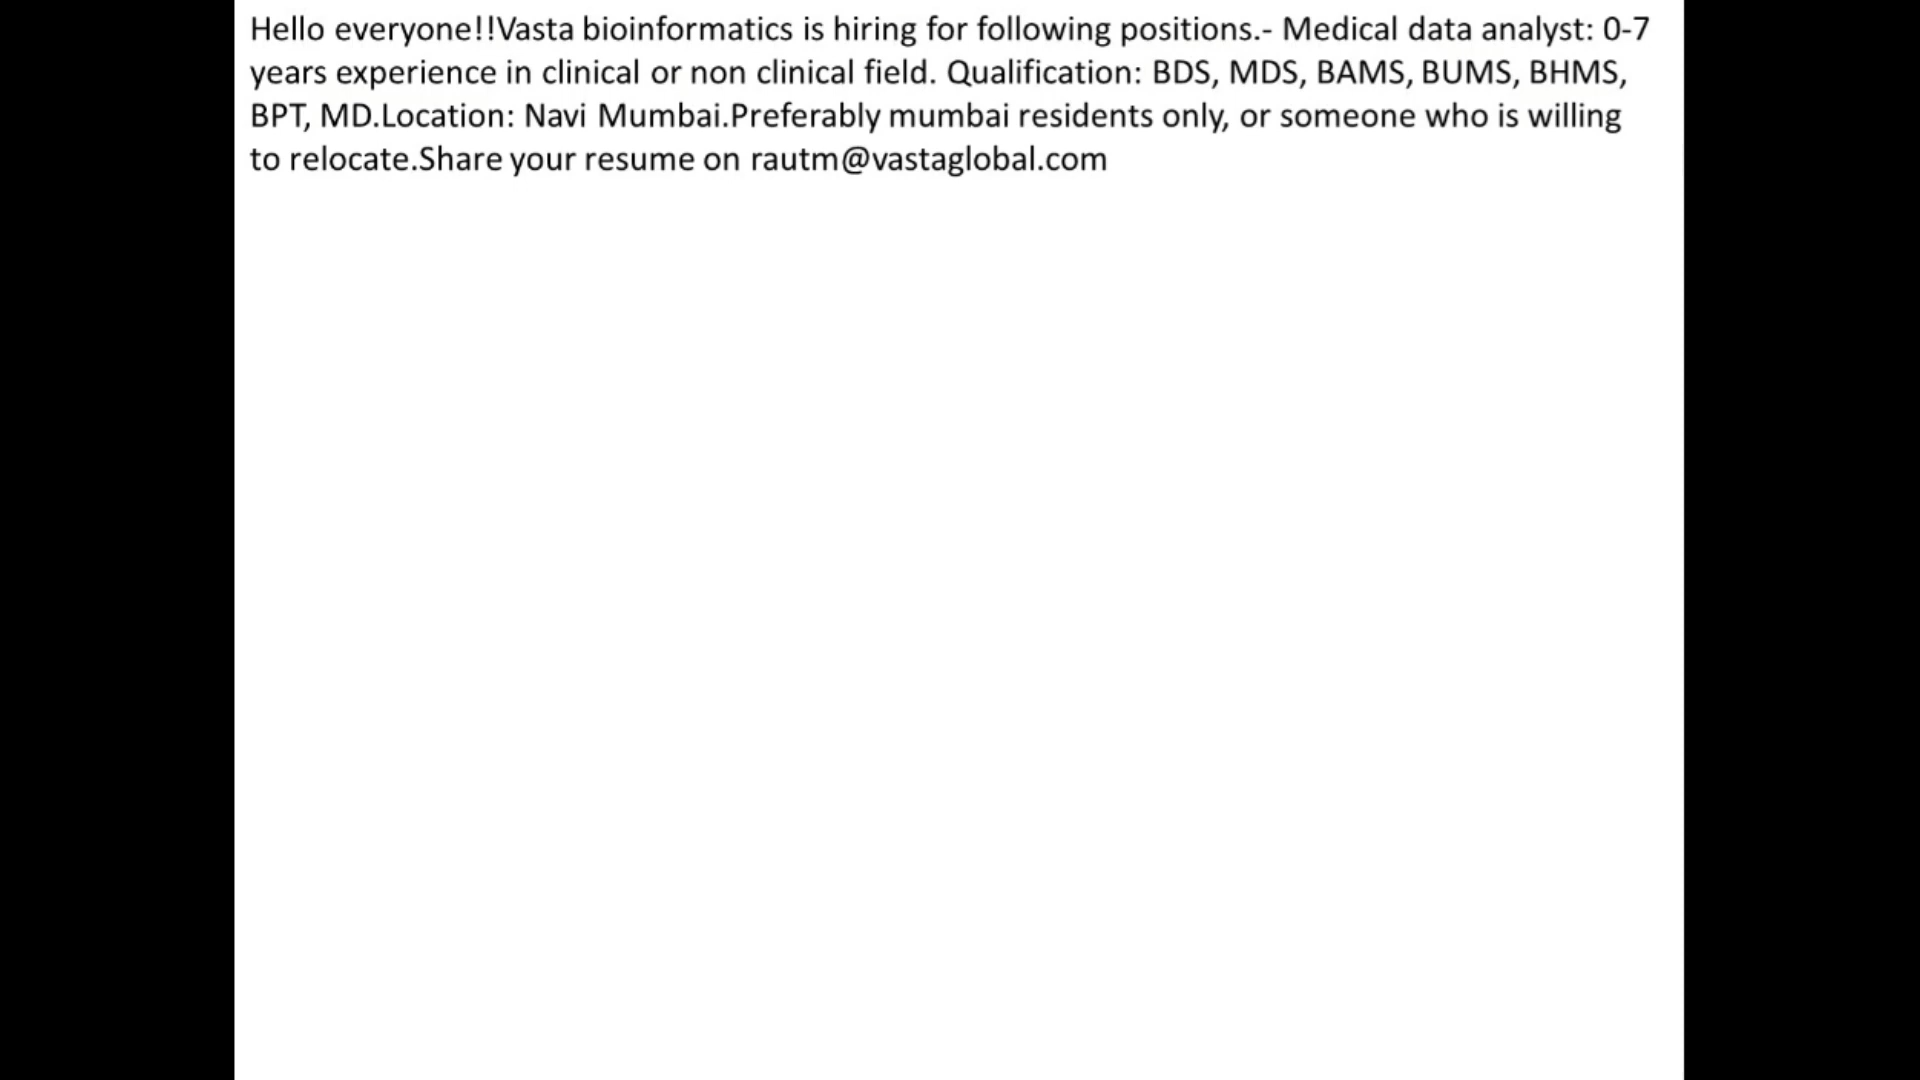 Hello everyone!!Vasta bioinformatics is hiring for following positions.- Medical data analyst: 0-7
years experience in clinical or non clinical field. Qualification: BDS, MDS, BAMS, BUMS, BHMS,
BPT, MD.Location: Navi Mumbai.Preferably mumbai residents only, or someone who is willing
to relocate.Share your resume on rautm@vastaglobal.com